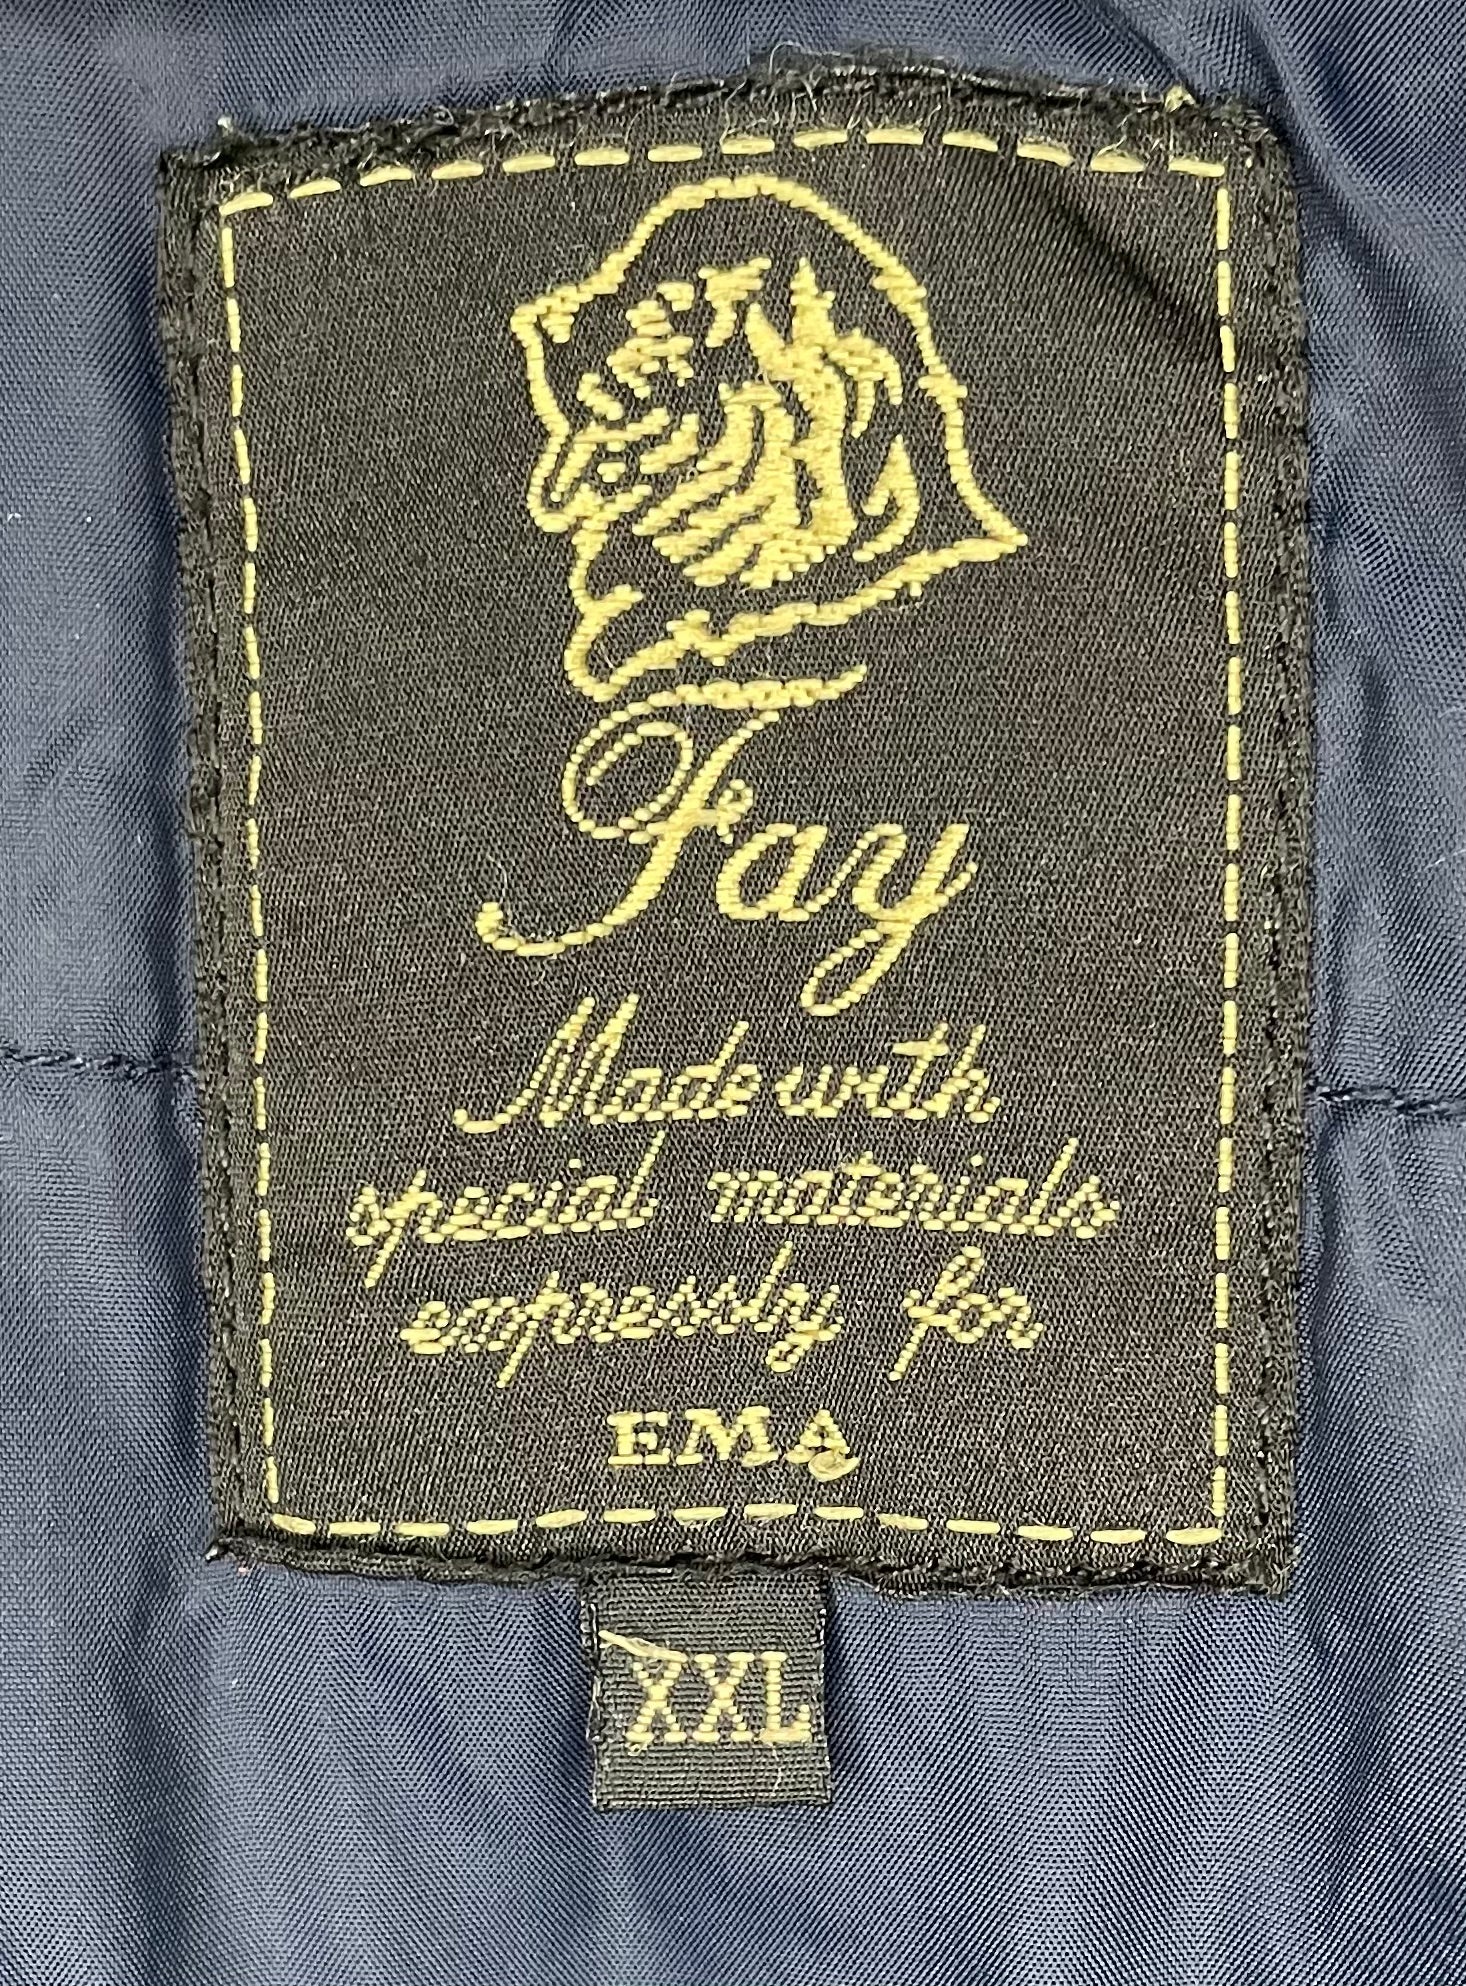 Fay
Made with
special materials
expressly for
EMA
XXL